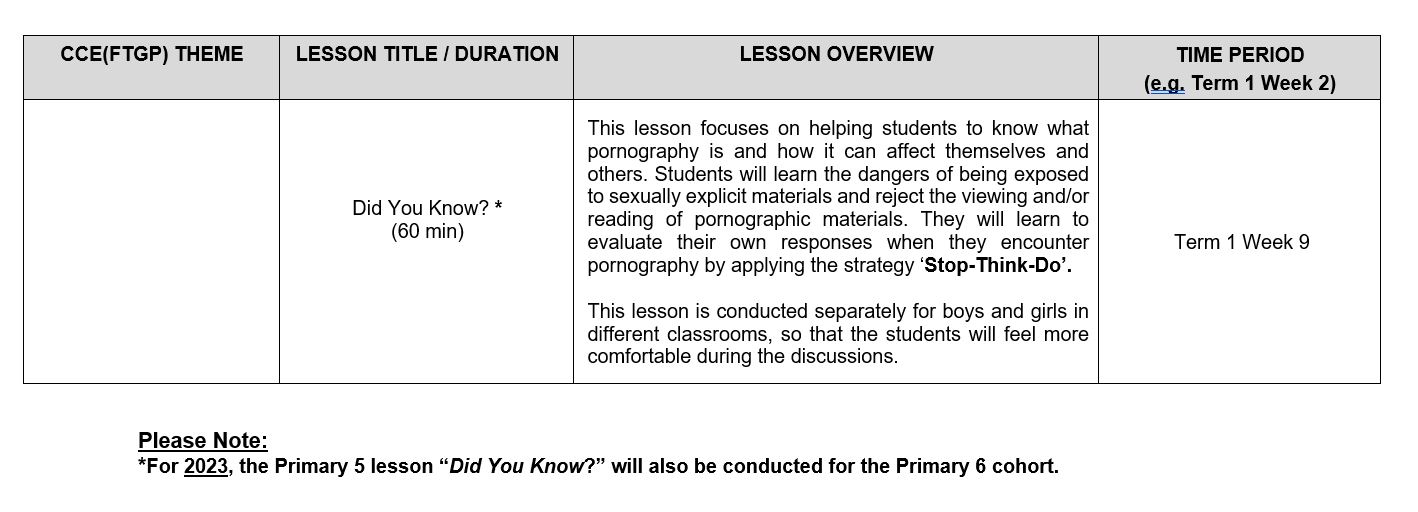 CCE(FTGP) THEME
LESSON TITLE / DURATION
LESSON OVERVIEW
TIME PERIOD
(e.g. Term 1 Week 2)
Did You Know? *
(60 min)
This lesson focuses on helping students to know what
pornography is and how it can affect themselves and
others. Students will learn the dangers of being exposed
to sexually explicit materials and reject the viewing and/or
reading of pornographic materials. They will learn to
evaluate their own responses when they encounter
pornography by applying the strategy ‘Stop-Think-Do’.
This lesson is conducted separately for boys and girls in
different classrooms, so that the students will feel more
comfortable during the discussions.
Term 1 Week 9
Please Note:
*For 2023, the Primary 5 lesson “Did You Know?” will also be conducted for the Primary 6 cohort.